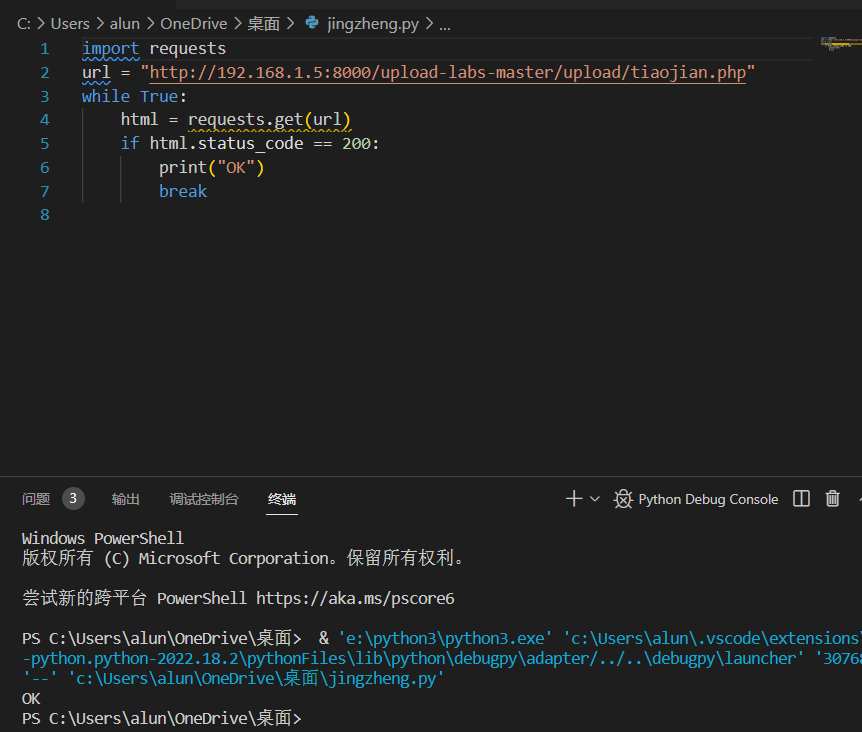 C: > Users > alun > OneDrive > 桌面 > jingzheng.py > ...
1 import requests
2 url = "http://192.168.1.5:8000/upload-labs-master/upload/tiaojian.php"
3 while True:
4     html = requests.get(url)
5     if html.status_code == 200:
6         print("OK")
7         break
8
问题 3 输出 调试控制台 终端 Python Debug Console
Windows PowerShell
版权所有 (C) Microsoft Corporation。保留所有权利。
尝试新的跨平台 PowerShell https://aka.ms/pscore6
PS C:\Users\alun\OneDrive\桌面>  & 'e:\python3\python3.exe' 'c:\Users\alun\.vscode\extensions\
-python.python-2022.18.2\pythonFiles\lib\python\debugpy\adapter/../..\debugpy\launcher' '30768
'--' 'c:\Users\alun\OneDrive\桌面\jingzheng.py'
OK
PS C:\Users\alun\OneDrive\桌面>